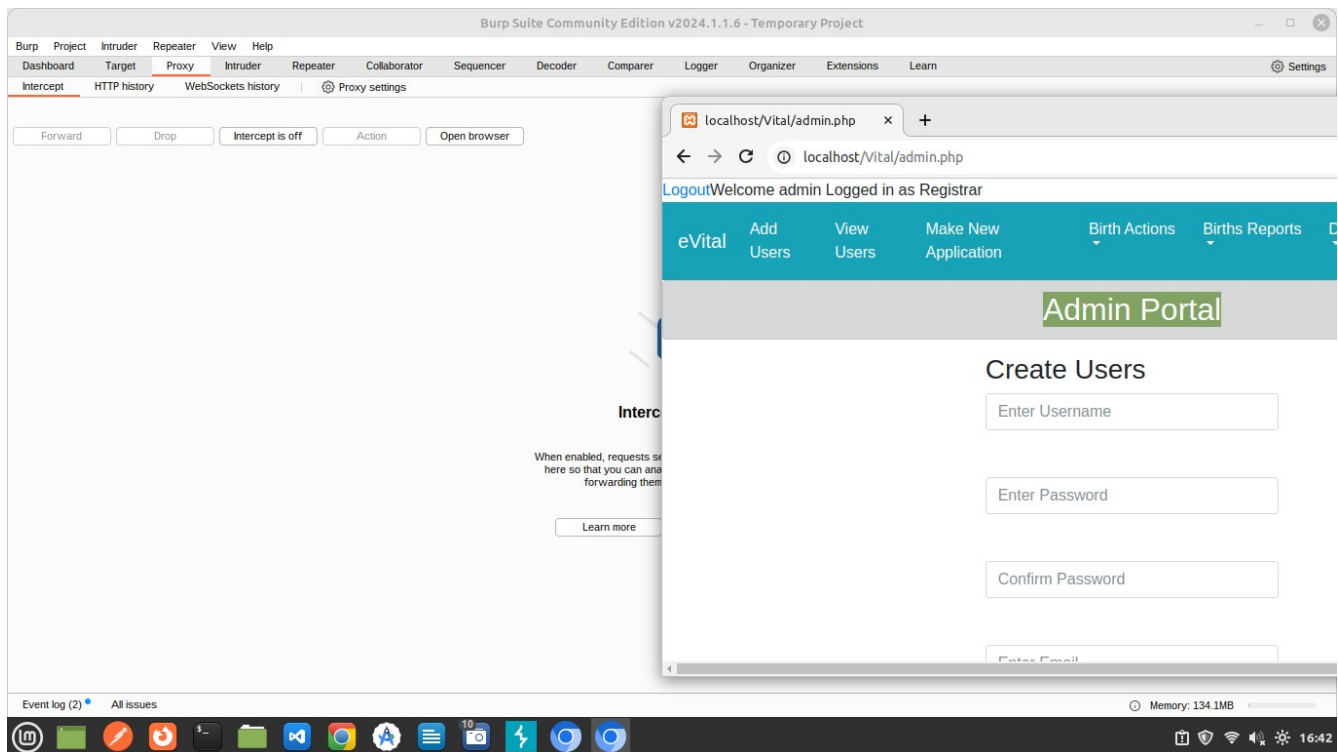 Burp Suite Community Edition v2024.1.1.6 - Temporary Project
Burp Project Intruder Repeater View Help
Dashboard Target Proxy Intruder Repeater Collaborator Sequencer Decoder Comparer Logger Organizer Extensions Learn Settings
Intercept HTTP history WebSockets history Proxy settings
Forward Drop Intercept is off Action Open browser
localhost/Vital/admin.php
localhost/Vital/admin.php
LogoutWelcome admin Logged in as Registrar
eVital
Add
Users
View
Users
Make New
Application
Birth Actions
Births Reports
D
Admin Portal
Create Users
Enter Username
Enter Password
Confirm Password
Enter Email
Interc
When enabled, requests se
here so that you can ana
forwarding them
Learn more
Event log (2) All issues Memory: 134.1MB
10
16:42